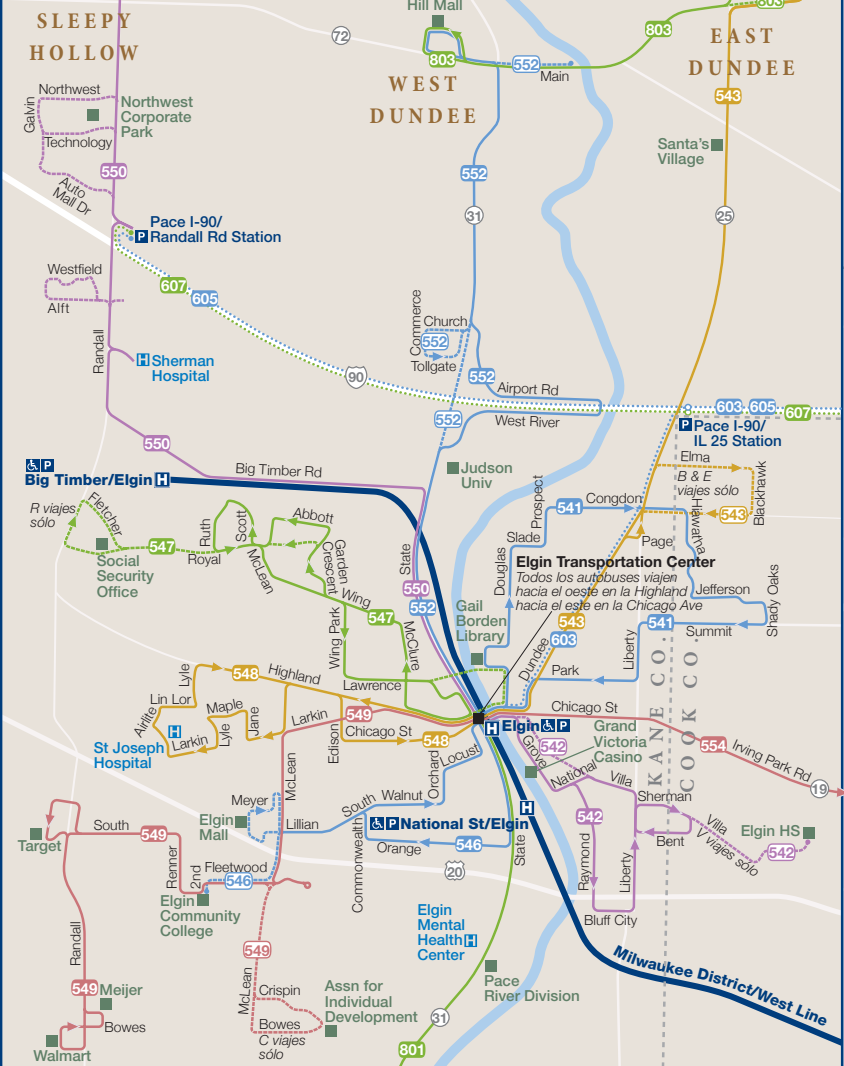 Hill Mall
803
SLEEPY
HOLLOW
72
803
803
EAST
DUNDEE
552
Main
WEST
DUNDEE
543
Northwest
Galvin
Northwest
Corporate
Park
Technology
550
Auto
Mall Dr
Santa's
Village
552
31
25
P Pace I-90/
Randall Rd Station
607
605
Westfield
Alft
Randall
H Sherman
Hospital
Commerce
Church
552
Tollgate
552
90
Airport Rd
552
West River
603
605
607
P Pace I-90/
IL 25 Station
550
Big Timber Rd
P
Big Timber/Elgin H
Judson
Univ
Elma
B & E
viajes sólo
Blackhawk
543
Hiawatha
Page
R viajes
sólo
Fletcher
547
Royal
Ruth
Scott
Abbott
Garden
Crescent
McLean
Social
Security
Office
Prospect
541
Congdon
Slade
Douglas
Elgin Transportation Center
Todos los autobuses viajen
hacia el oeste en la Highland
hacia el este en la Chicago Ave
State
550
552
Wing
547
Wing Park
McClure
Gail
Borden
Library
543
603
Dundee
Jefferson
Shady Oaks
541
Summit
Liberty
Park
KANE CO.
COOK CO.
Lyle
548
Highland
Lawrence
Lin Lor
Airlite
Maple
Lyle
Jane
Larkin
Larkin
549
Edison
Chicago St
548
H
St Joseph
Hospital
McLean
H Elgin P
Chicago St
554
Irving Park Rd
19
542
Grove
Grand
Victoria
Casino
National
Villa
Sherman
Locust
Orchard
Walnut
South
Meyer
Elgin
Mall
Lillian
P National St/Elgin
H
Commonwealth
Orange
546
State
542
Raymond
Liberty
Bent
Villa
V viajes sólo
542
Elgin HS
Bluff City
Target
South
549
Renner
2nd
Fleetwood
546
Elgin
Community
College
20
Elgin
Mental
Health H
Center
Milwaukee District/West Line
Randall
549
McLean
549
Meijer
Bowes
Walmart
Crispin
Bowes
C viajes
sólo
Assn for
Individual
Development
Pace
River Division
31
801